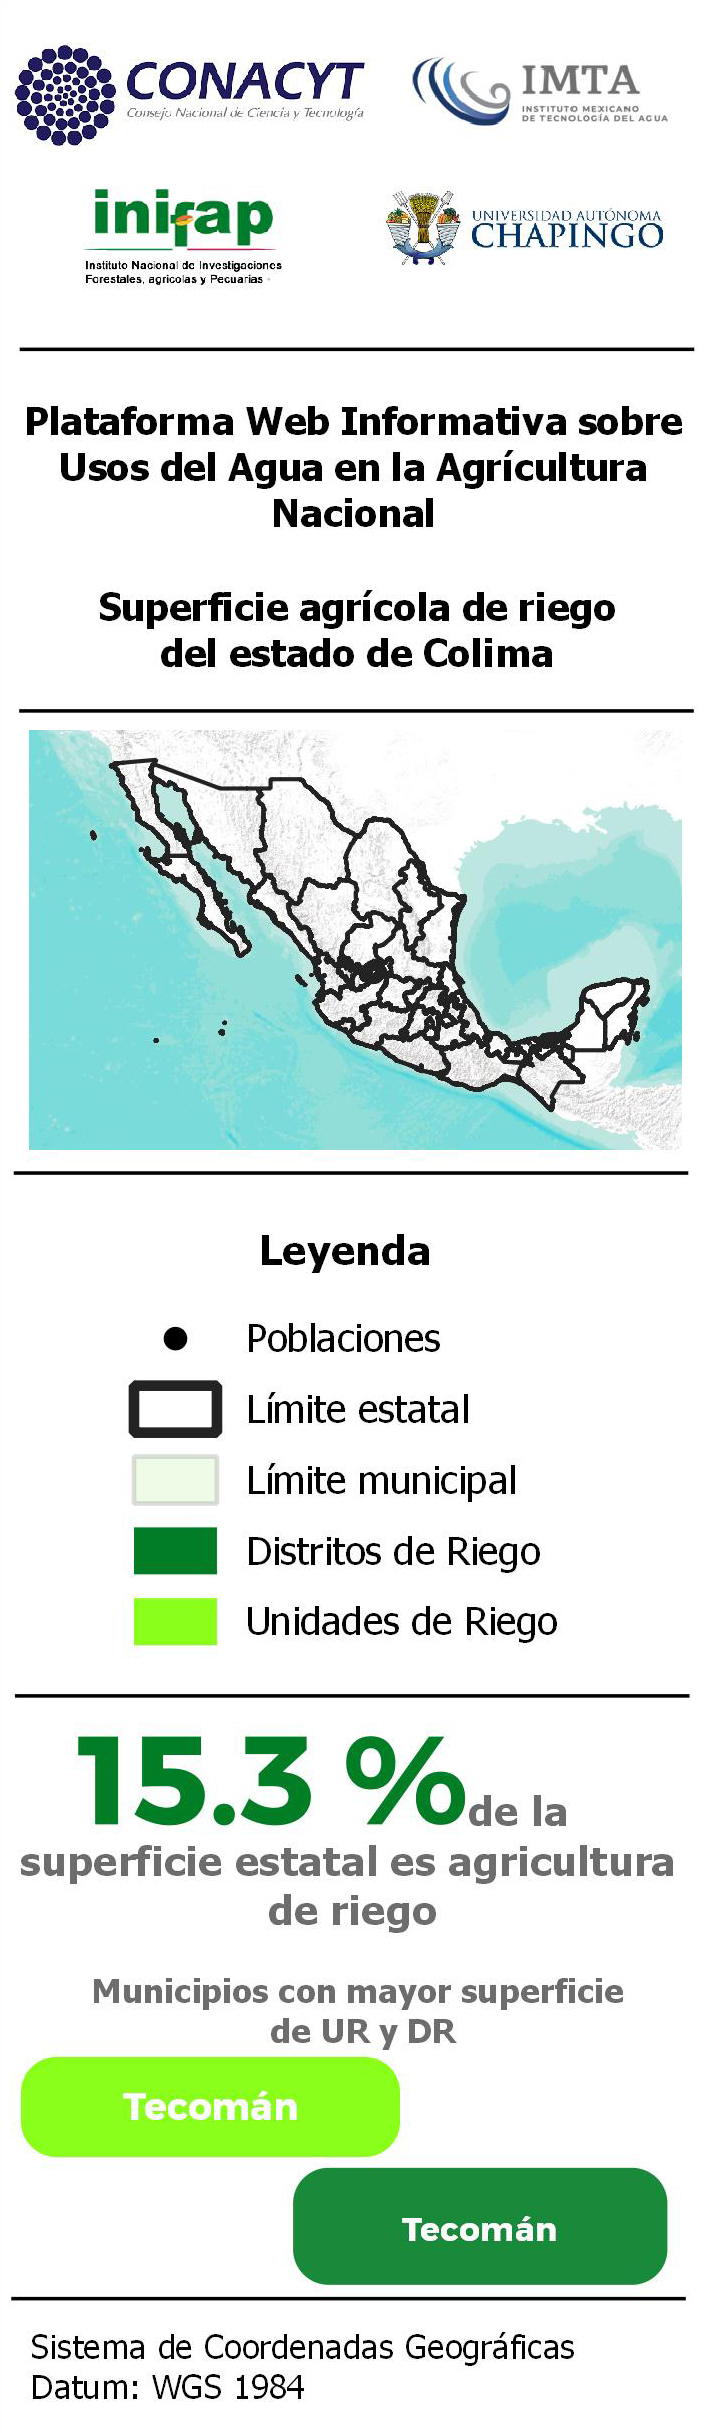 CONACYT
Consejo Nacional de Ciencia y Tecnología
IMTA
INSTITUTO MEXICANO
DE TECNOLOGÍA DEL AGUA
inifap
Instituto Nacional de Investigaciones
Forestales, agricolas y Pecuarias
UNIVERSIDAD AUTÓNOMA
CHAPINGO
Plataforma Web Informativa sobre
Usos del Agua en la Agrícultura
Nacional
Superficie agrícola de riego
del estado de Colima
Leyenda
Poblaciones
Límite estatal
Límite municipal
Distritos de Riego
Unidades de Riego
15.3 % de la
superficie estatal es agricultura
de riego
Municipios con mayor superficie
de UR y DR
Tecomán
Tecomán
Sistema de Coordenadas Geográficas
Datum: WGS 1984